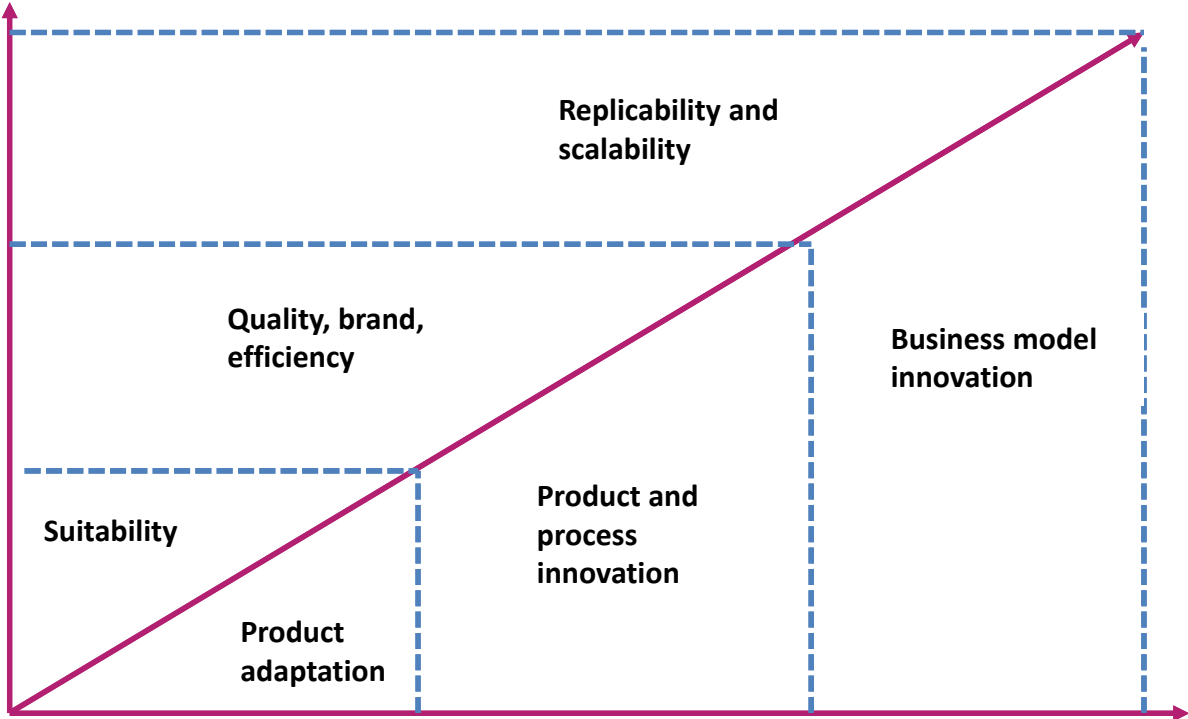 Replicability and
scalability
Quality, brand,
efficiency
Business model
innovation
Suitability
Product and
process
innovation
Product
adaptation